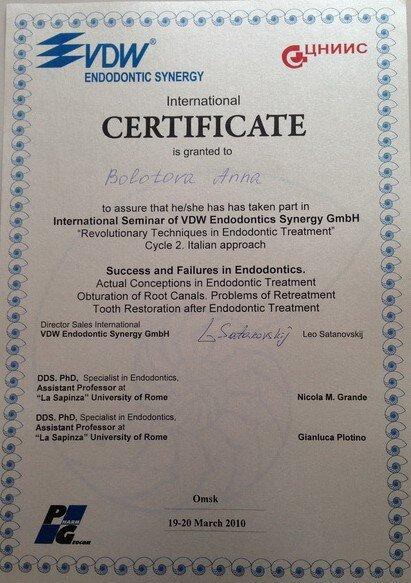 VDW®
ENDODONTIC SYNERGY
ЦНИИС
International
CERTIFICATE
is granted to
Bolotova Anna
to assure that he/she has has taken part in
International Seminar of VDW Endodontics Synergy GmbH
"Revolutionary Techniques in Endodontic Treatment"
Cycle 2. Italian approach
Success and Failures in Endodontics.
Actual Conceptions in Endodontic Treatment
Obturation of Root Canals. Problems of Retreatment
Tooth Restoration after Endodontic Treatment
Director Sales International
VDW Endodontic Synergy GmbH
L Satanovskij
Leo Satanovskij
DDS. PhD, Specialist in Endodontics,
Assistant Professor at
"La Sapinza" University of Rome
Nicola M. Grande
DDS. PhD, Specialist in Endodontics,
Assistant Professor at
"La Sapinza" University of Rome
Gianluca Plotino
Omsk
19-20 March 2010
PHARM
GEOCOM